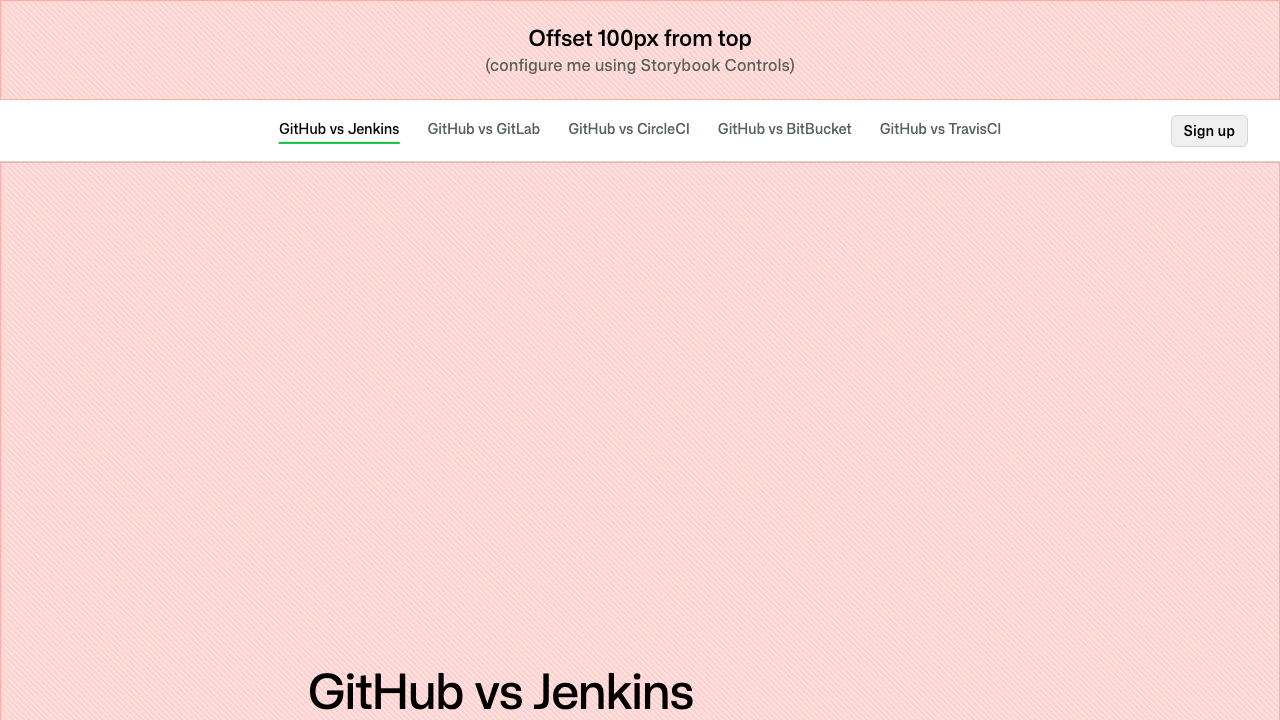 Offset 100px from top
(configure me using Storybook Controls)
GitHub vs Jenkins GitHub vs GitLab GitHub vs CircleCI GitHub vs BitBucket GitHub vs TravisCI Sign up
GitHub vs Jenkins